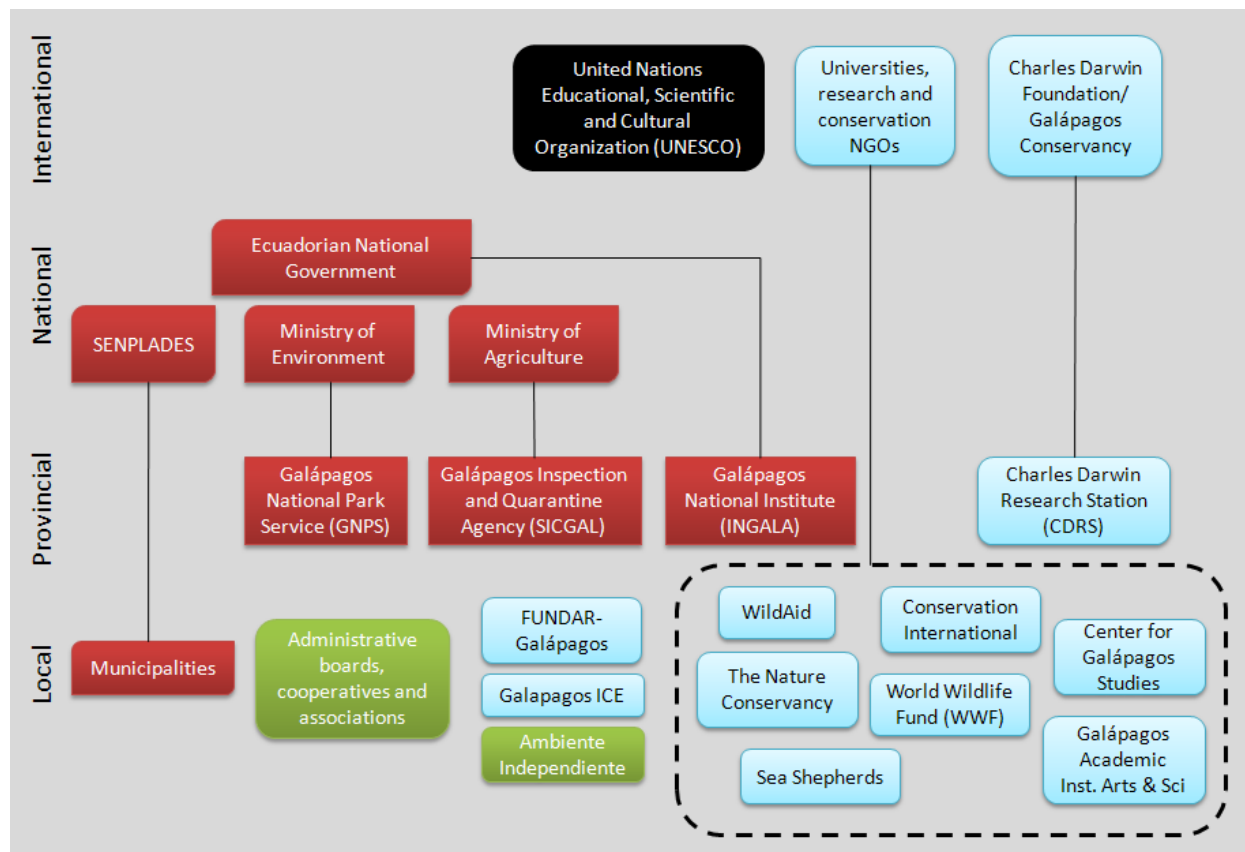 International
United Nations
Educational, Scientific
and Cultural
Organization (UNESCO)
Universities,
research and
conservation
NGOs
Charles Darwin
Foundation/
Galápagos
Conservancy
National
Ecuadorian National
Government
SENPLADES
Ministry of
Environment
Ministry of
Agriculture
Provincial
Galápagos
National Park
Service (GNPS)
Galápagos Inspection
and Quarantine
Agency (SICGAL)
Galápagos
National Institute
(INGALA)
Charles Darwin
Research Station
(CDRS)
Local
Municipalities
Administrative
boards,
cooperatives and
associations
FUNDAR-
Galápagos
Galapagos ICE
Ambiente
Independiente
WildAid
Conservation
International
Center for
Galápagos
Studies
The Nature
Conservancy
World Wildlife
Fund (WWF)
Sea Shepherds
Galápagos
Academic
Inst. Arts & Sci